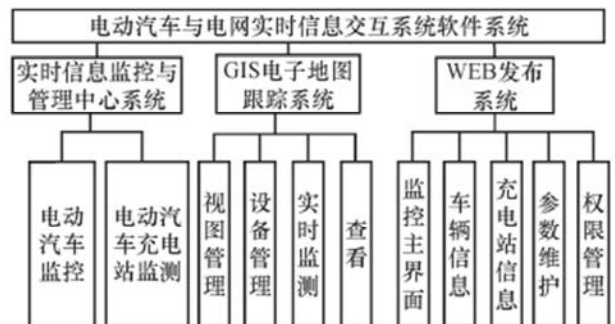 电动汽车与电网实时信息交互系统软件系统
实时信息监控与
管理中心系统
GIS电子地图
跟踪系统
WEB发布
系统
电动
汽车
监控
电动汽
车充电
站监测
视图管理
设备管理
实时监测
查看
监控主界面
车辆信息
充电站信息
参数维护
权限管理